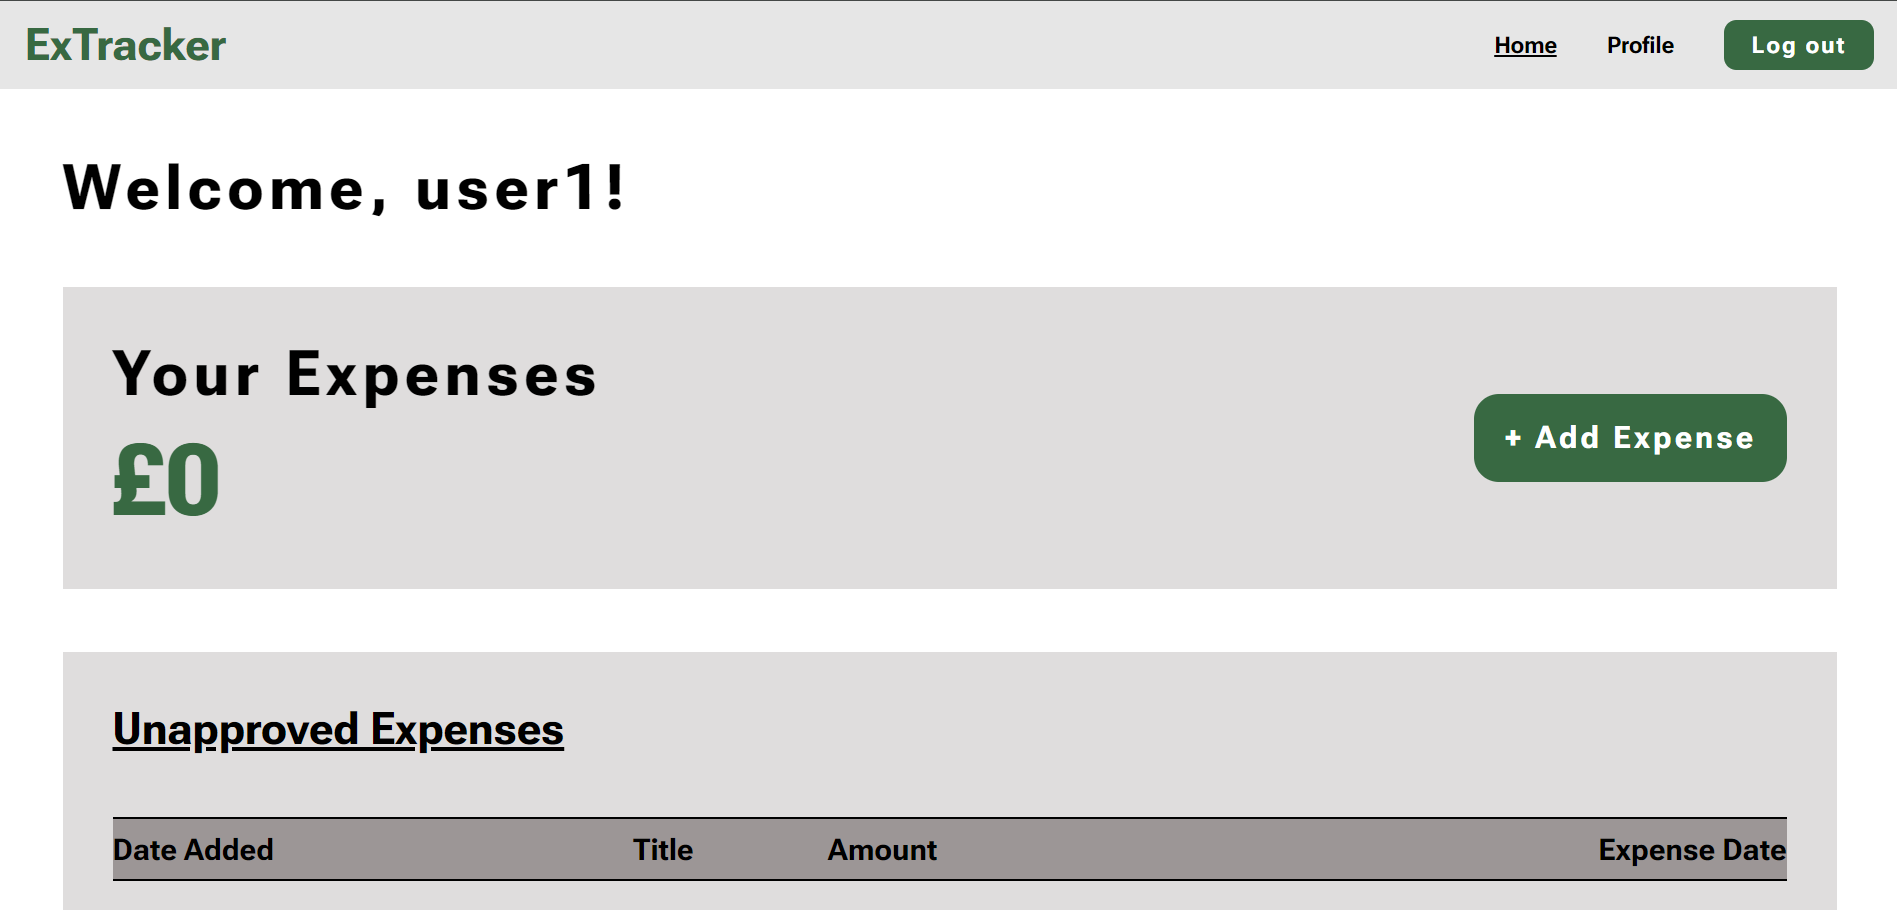 ExTracker
Home Profile Log out
Welcome, user1!
Your Expenses
£0
+ Add Expense
Unapproved Expenses
Date Added Title Amount Expense Date